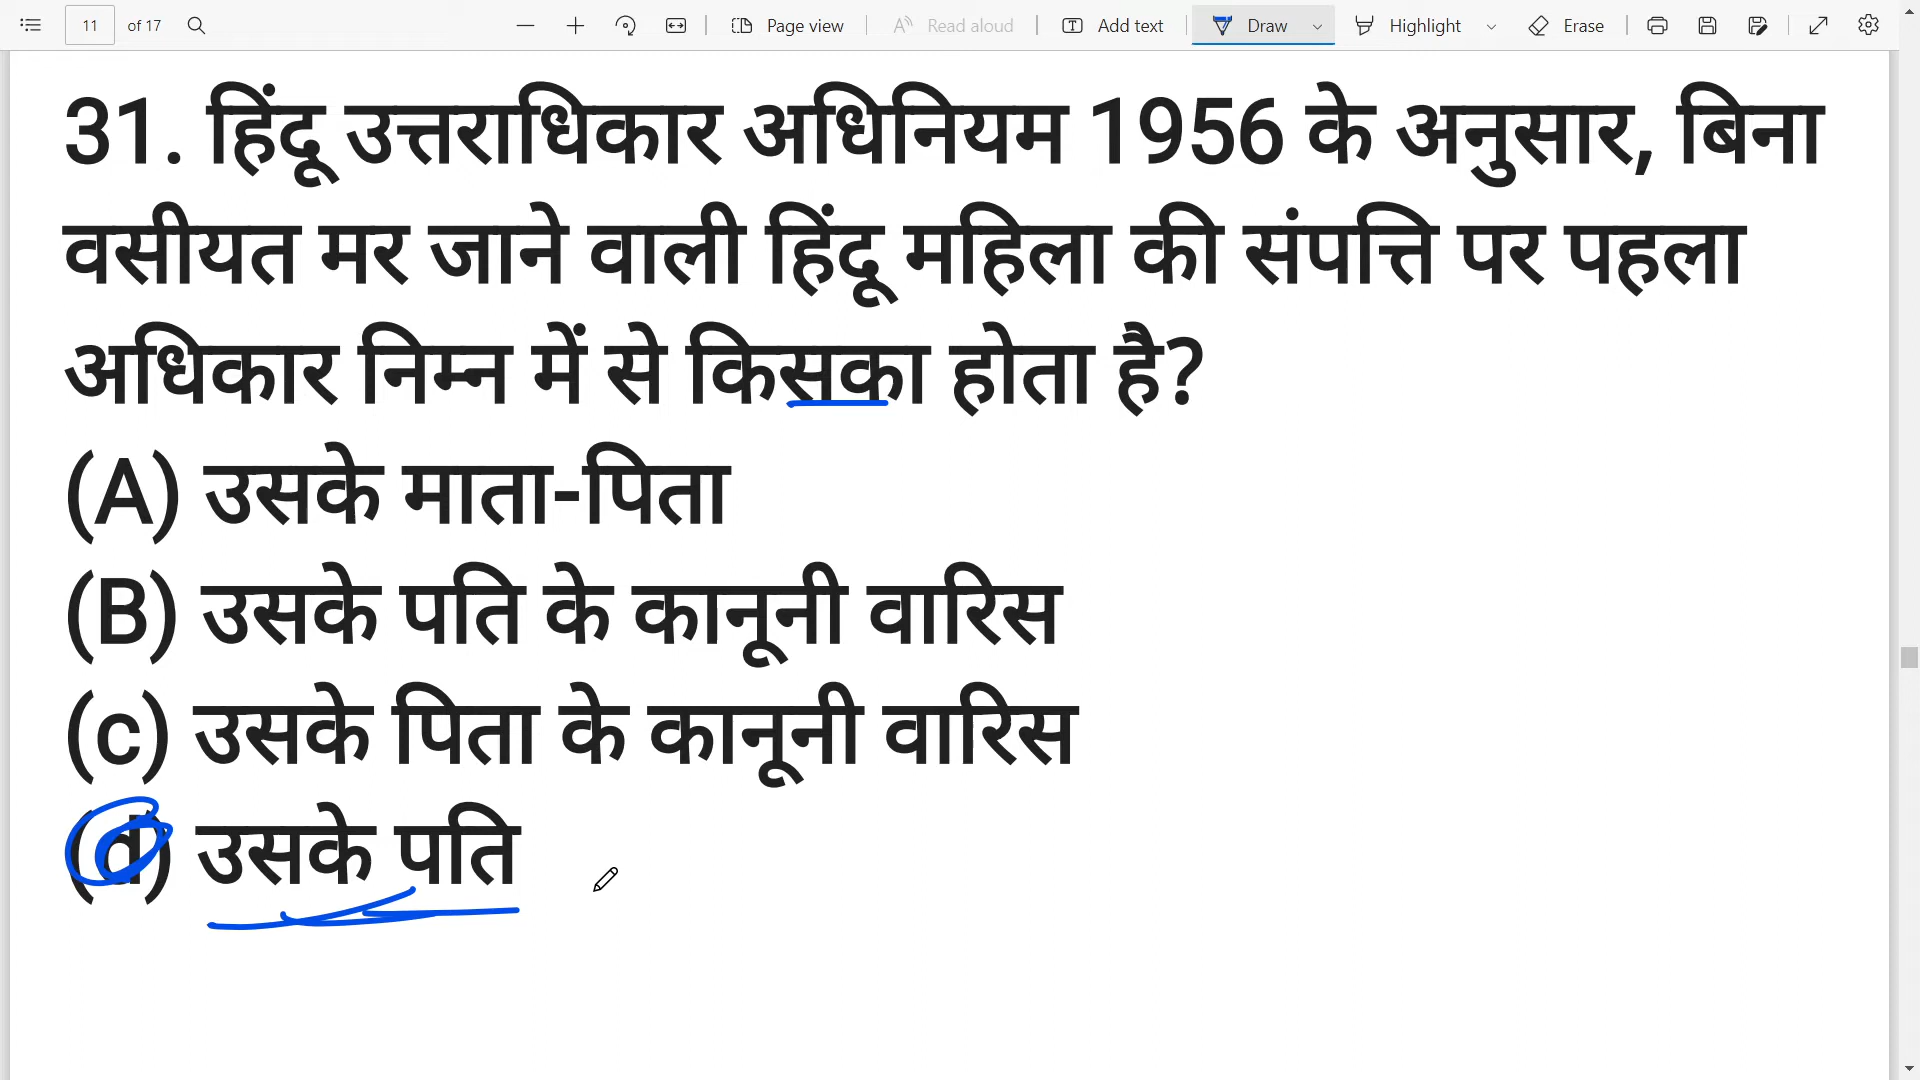 11 of 17 Page view Read aloud Add text Draw Highlight Erase
31. हिंदू उत्तराधिकार अधिनियम 1956 के अनुसार, बिना
वसीयत मर जाने वाली हिंदू महिला की संपत्ति पर पहला
अधिकार निम्न में से किसका होता है?
(A) उसके माता-पिता
(B) उसके पति के कानूनी वारिस
(c) उसके पिता के कानूनी वारिस
(d) उसके पति